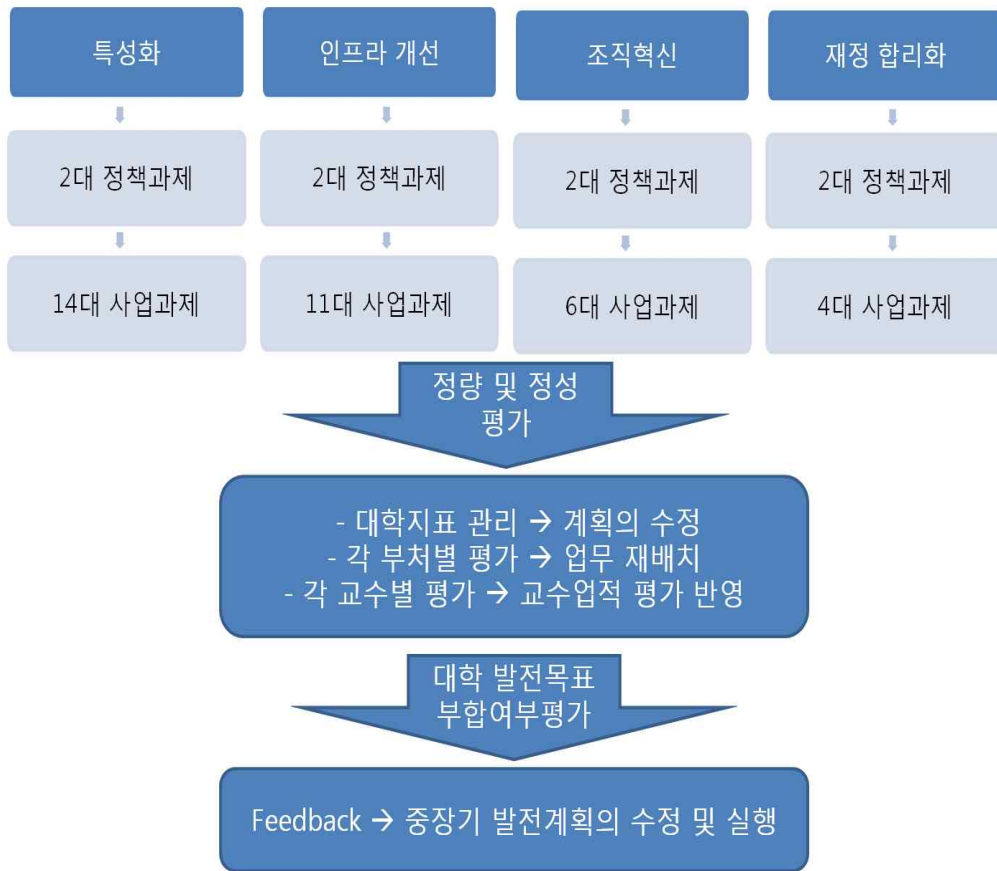 특성화
인프라 개선
조직혁신
재정 합리화
2대 정책과제
2대 정책과제
2대 정책과제
2대 정책과제
14대 사업과제
11대 사업과제
6대 사업과제
4대 사업과제
정량 및 정성
평가
- 대학지표 관리 → 계획의 수정
- 각 부처별 평가 → 업무 재배치
- 각 교수별 평가 → 교수업적 평가 반영
대학 발전목표
부합여부평가
Feedback → 중장기 발전계획의 수정 및 실행